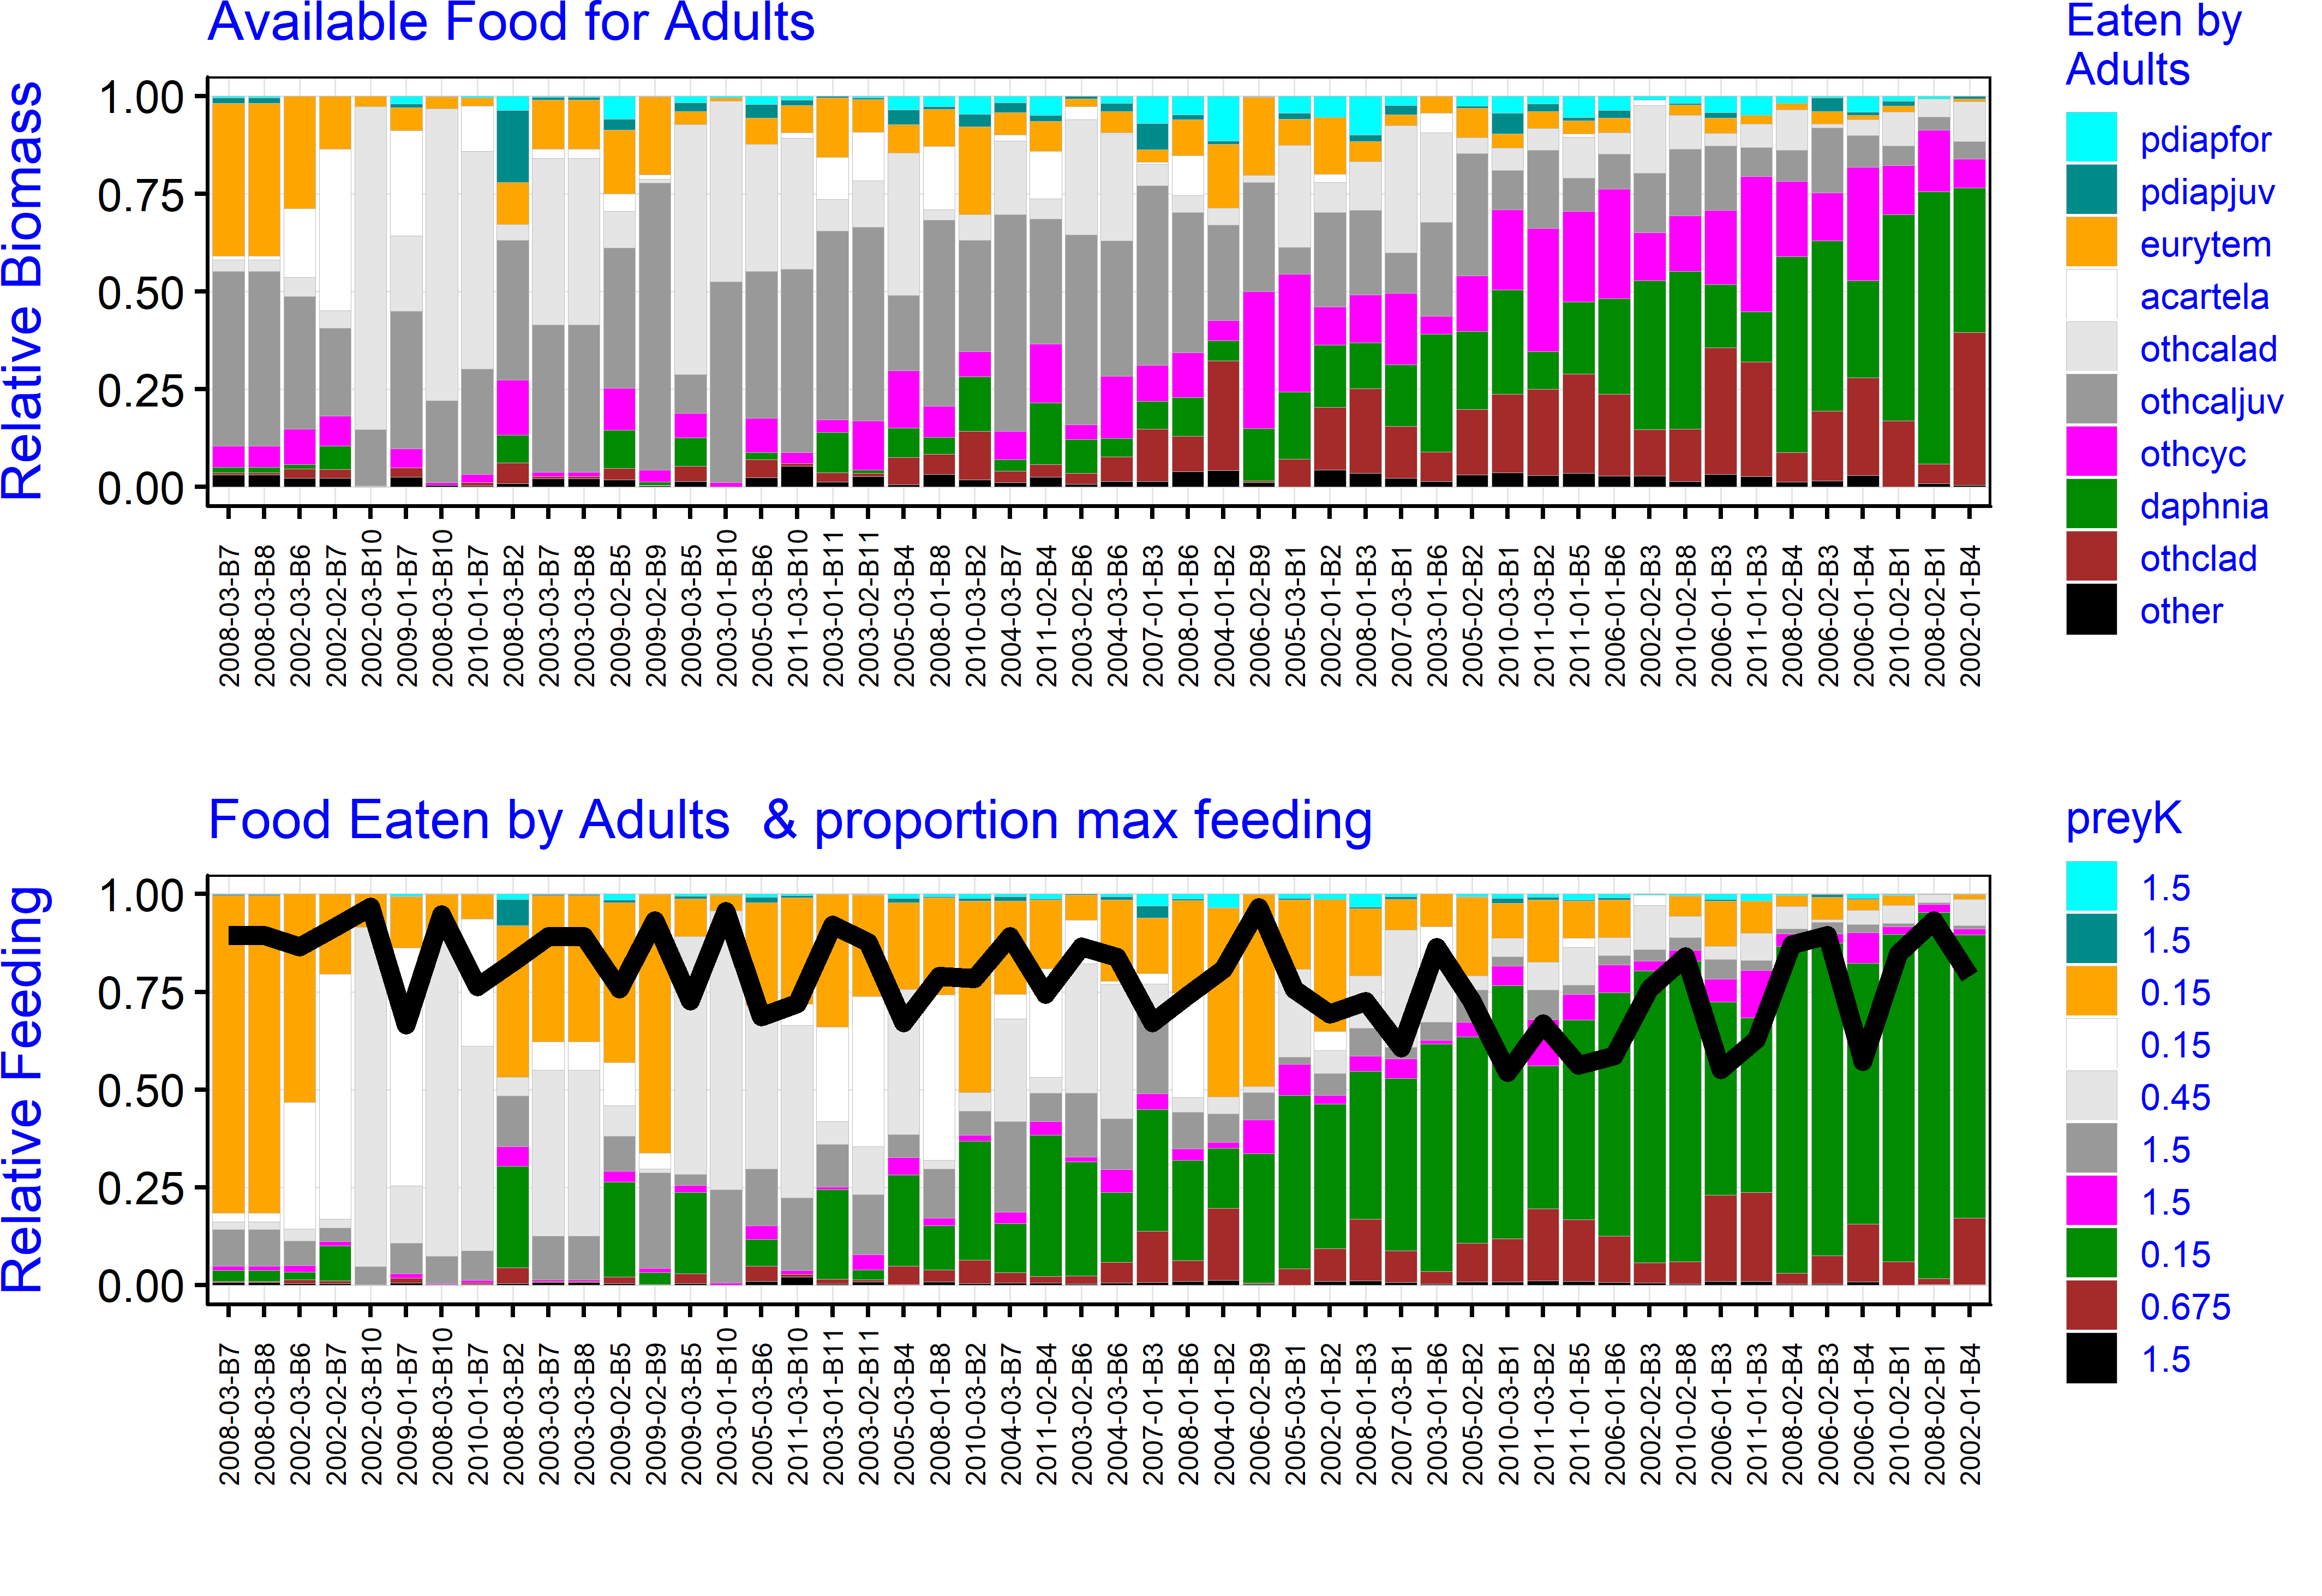 Available Food for Adults
Relative Biomass
1.00
0.75
0.50
0.25
0.00
2008-03-B7
2008-03-B8
2002-03-B6
2002-02-B7
2002-03-B10
2009-01-B7
2008-03-B10
2010-01-B7
2008-03-B2
2003-03-B7
2003-03-B8
2009-02-B5
2009-02-B9
2009-03-B5
2003-01-B10
2005-03-B6
2011-03-B10
2003-01-B11
2003-02-B11
2005-03-B4
2008-01-B8
2010-03-B2
2004-03-B7
2011-02-B4
2003-02-B6
2004-03-B6
2007-01-B3
2008-01-B6
2004-01-B2
2006-02-B9
2005-03-B1
2002-01-B2
2008-01-B3
2007-03-B1
2003-01-B6
2005-02-B2
2010-03-B1
2011-03-B2
2011-01-B5
2006-01-B6
2002-02-B3
2010-02-B8
2006-01-B3
2011-01-B3
2008-02-B4
2006-02-B3
2006-01-B4
2010-02-B1
2008-02-B1
2002-01-B4
Eaten by
Adults
pdiapfor
pdiapjuv
eurytem
acartela
othcalad
othcaljuv
othcyc
daphnia
othclad
other
Food Eaten by Adults & proportion max feeding
Relative Feeding
1.00
0.75
0.50
0.25
0.00
2008-03-B7
2008-03-B8
2002-03-B6
2002-02-B7
2002-03-B10
2009-01-B7
2008-03-B10
2010-01-B7
2008-03-B2
2003-03-B7
2003-03-B8
2009-02-B5
2009-02-B9
2009-03-B5
2003-01-B10
2005-03-B6
2011-03-B10
2003-01-B11
2003-02-B11
2005-03-B4
2008-01-B8
2010-03-B2
2004-03-B7
2011-02-B4
2003-02-B6
2004-03-B6
2007-01-B3
2008-01-B6
2004-01-B2
2006-02-B9
2005-03-B1
2002-01-B2
2008-01-B3
2007-03-B1
2003-01-B6
2005-02-B2
2010-03-B1
2011-03-B2
2011-01-B5
2006-01-B6
2002-02-B3
2010-02-B8
2006-01-B3
2011-01-B3
2008-02-B4
2006-02-B3
2006-01-B4
2010-02-B1
2008-02-B1
2002-01-B4
preyK
1.5
1.5
0.15
0.15
0.45
1.5
1.5
0.15
0.675
1.5